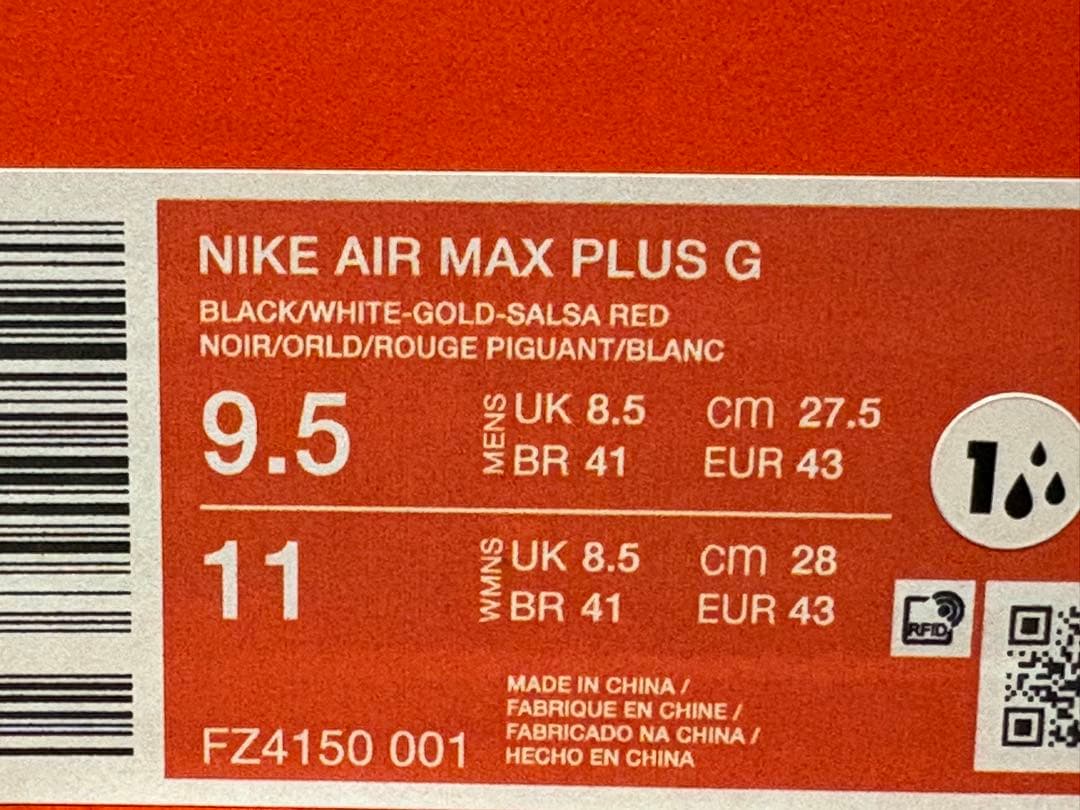 NIKE AIR MAX PLUS G
BLACK/WHITE-GOLD-SALSA RED
NOIR/ORLD/ROUGE PIGUANT/BLANC
9.5 MENS UK 8.5 CM 27.5
BR 41 EUR 43
11 WMNS UK 8.5 CM 28
BR 41 EUR 43
1
RFID
MADE IN CHINA /
FABRIQUE EN CHINE /
FABRICADO NA CHINA /
HECHO EN CHINA
FZ4150 001